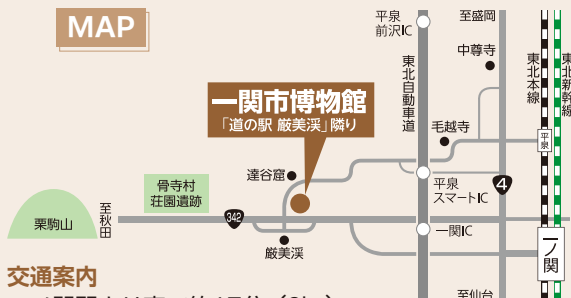 MAP
平泉
前沢IC
至盛岡
中尊寺
東北自動車道
東北本線
東北新幹線
一関市博物館
「道の駅 厳美渓」隣り
毛越寺
平泉
達谷窟
骨寺村
荘園遺跡
平泉
スマートIC
4
栗駒山
至秋田
342
一関IC
一ノ関
厳美渓
交通案内
至仙台